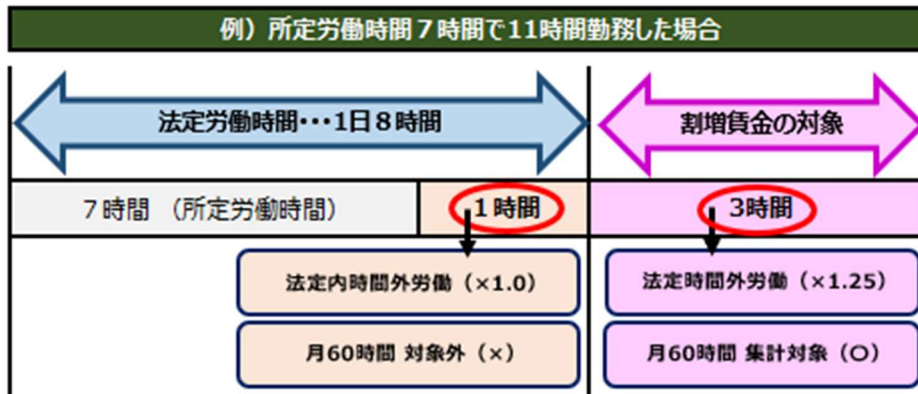 例）所定労働時間７時間で11時間勤務した場合
法定労働時間・・・1日８時間
割増賃金の対象
７時間 （所定労働時間）
１時間
3時間
法定内時間外労働（×1.0）
法定時間外労働（×1.25）
月60時間 対象外（×）
月60時間 集計対象（〇）